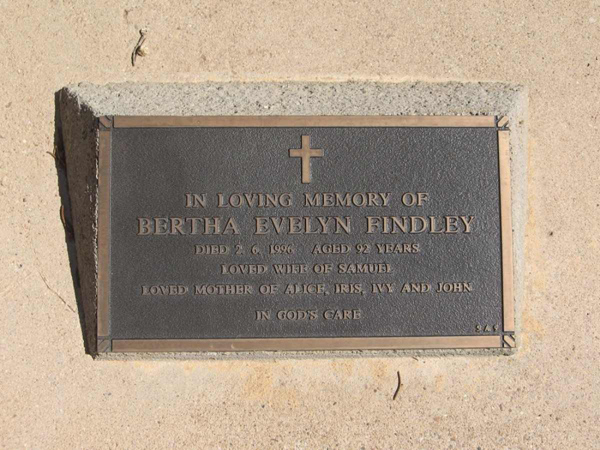 IN LOVING MEMORY OF
BERTHA EVELYN FINDLEY
DIED 7. 6. 1996 AGED 92 YEARS
LOVED WIFE OF SAMUEL
LOVED MOTHER OF ALICE, IRIS, IVY AND JOHN
IN GOD'S CARE